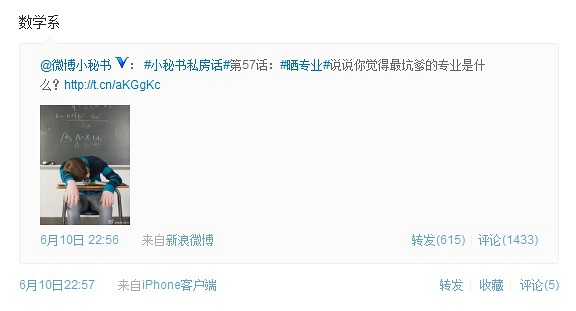 数学系
@微博小秘书 V： #小秘书私房话#第57话：#晒专业#说说你觉得最坑爹的专业是什
么？http://t.cn/aKGgKc
6月10日 22:56 来自新浪微博 转发(615) 评论(1433)
6月10日22:57 来自iPhone客户端 转发 收藏 评论(5)